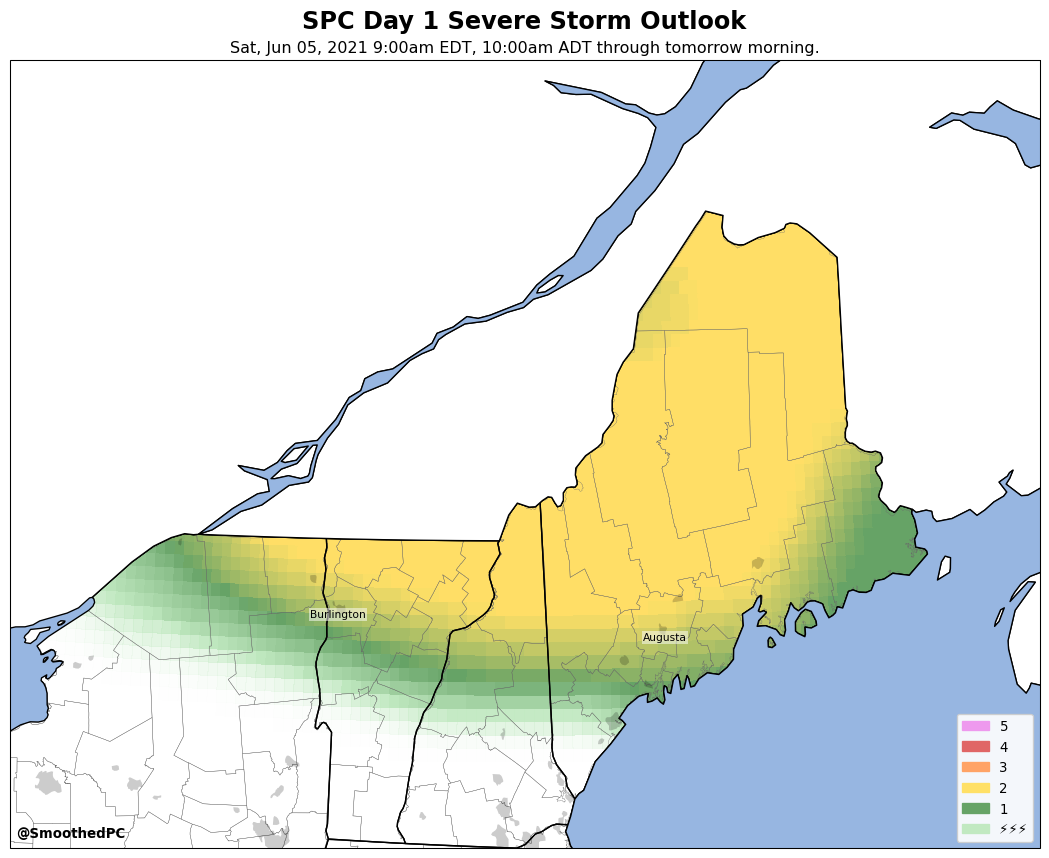 SPC Day 1 Severe Storm Outlook
Sat, Jun 05, 2021 9:00am EDT, 10:00am ADT through tomorrow morning.
Burlington
Augusta
5
4
3
2
1
⚡⚡⚡
@SmoothedPC